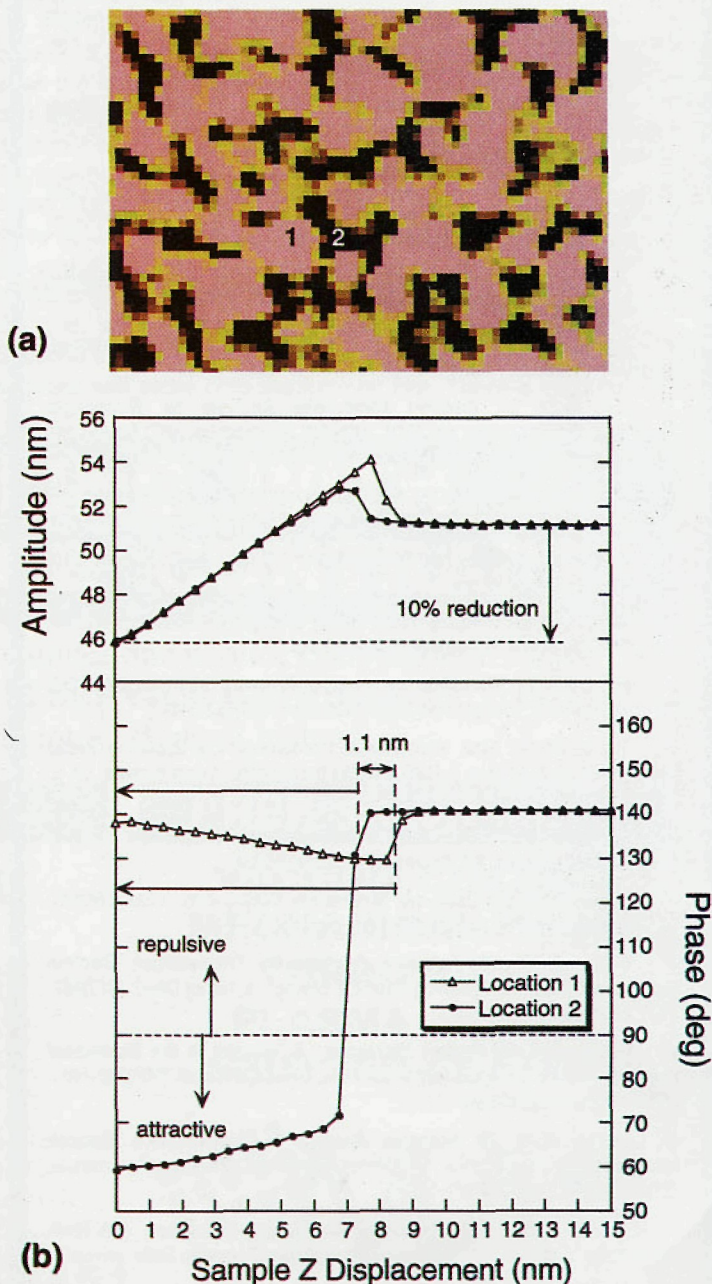 1 2
(a)
Amplitude (nm)
56
54
52
50
48
46
44
10% reduction
1.1 nm
160
150
140
130
120
110
100
90
80
70
60
50
Phase (deg)
repulsive
attractive
Location 1
Location 2
0 1 2 3 4 5 6 7 8 9 10 11 12 13 14 15
(b)
Sample Z Displacement (nm)